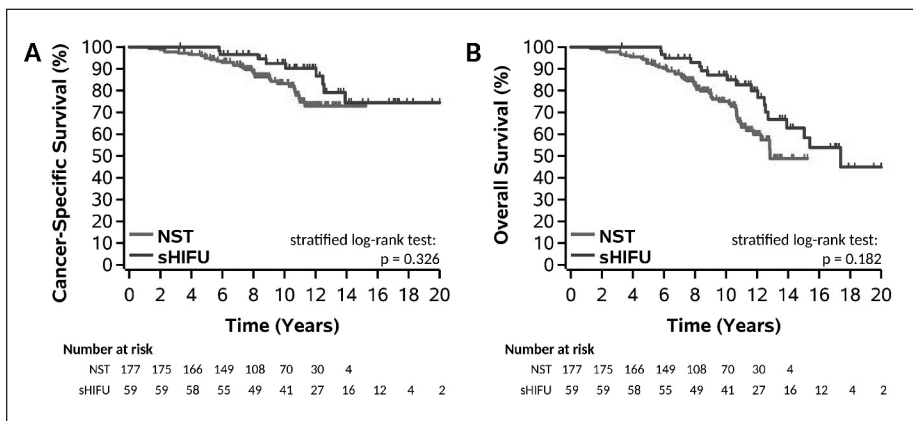 A
Cancer-Specific Survival (%)
100
90
80
70
60
50
40
30
20
10
0
NST
sHIFU
stratified log-rank test:
p = 0.326
0 2 4 6 8 10 12 14 16 18 20
Time (Years)
Number at risk
NST 177 175 166 149 108 70 30 4
sHIFU 59 59 58 55 49 41 27 16 12 4 2
B
Overall Survival (%)
100
90
80
70
60
50
40
30
20
10
0
NST
sHIFU
stratified log-rank test:
p = 0.182
0 2 4 6 8 10 12 14 16 18 20
Time (Years)
Number at risk
NST 177 175 166 149 108 70 30 4
sHIFU 59 59 58 55 49 41 27 16 12 4 2